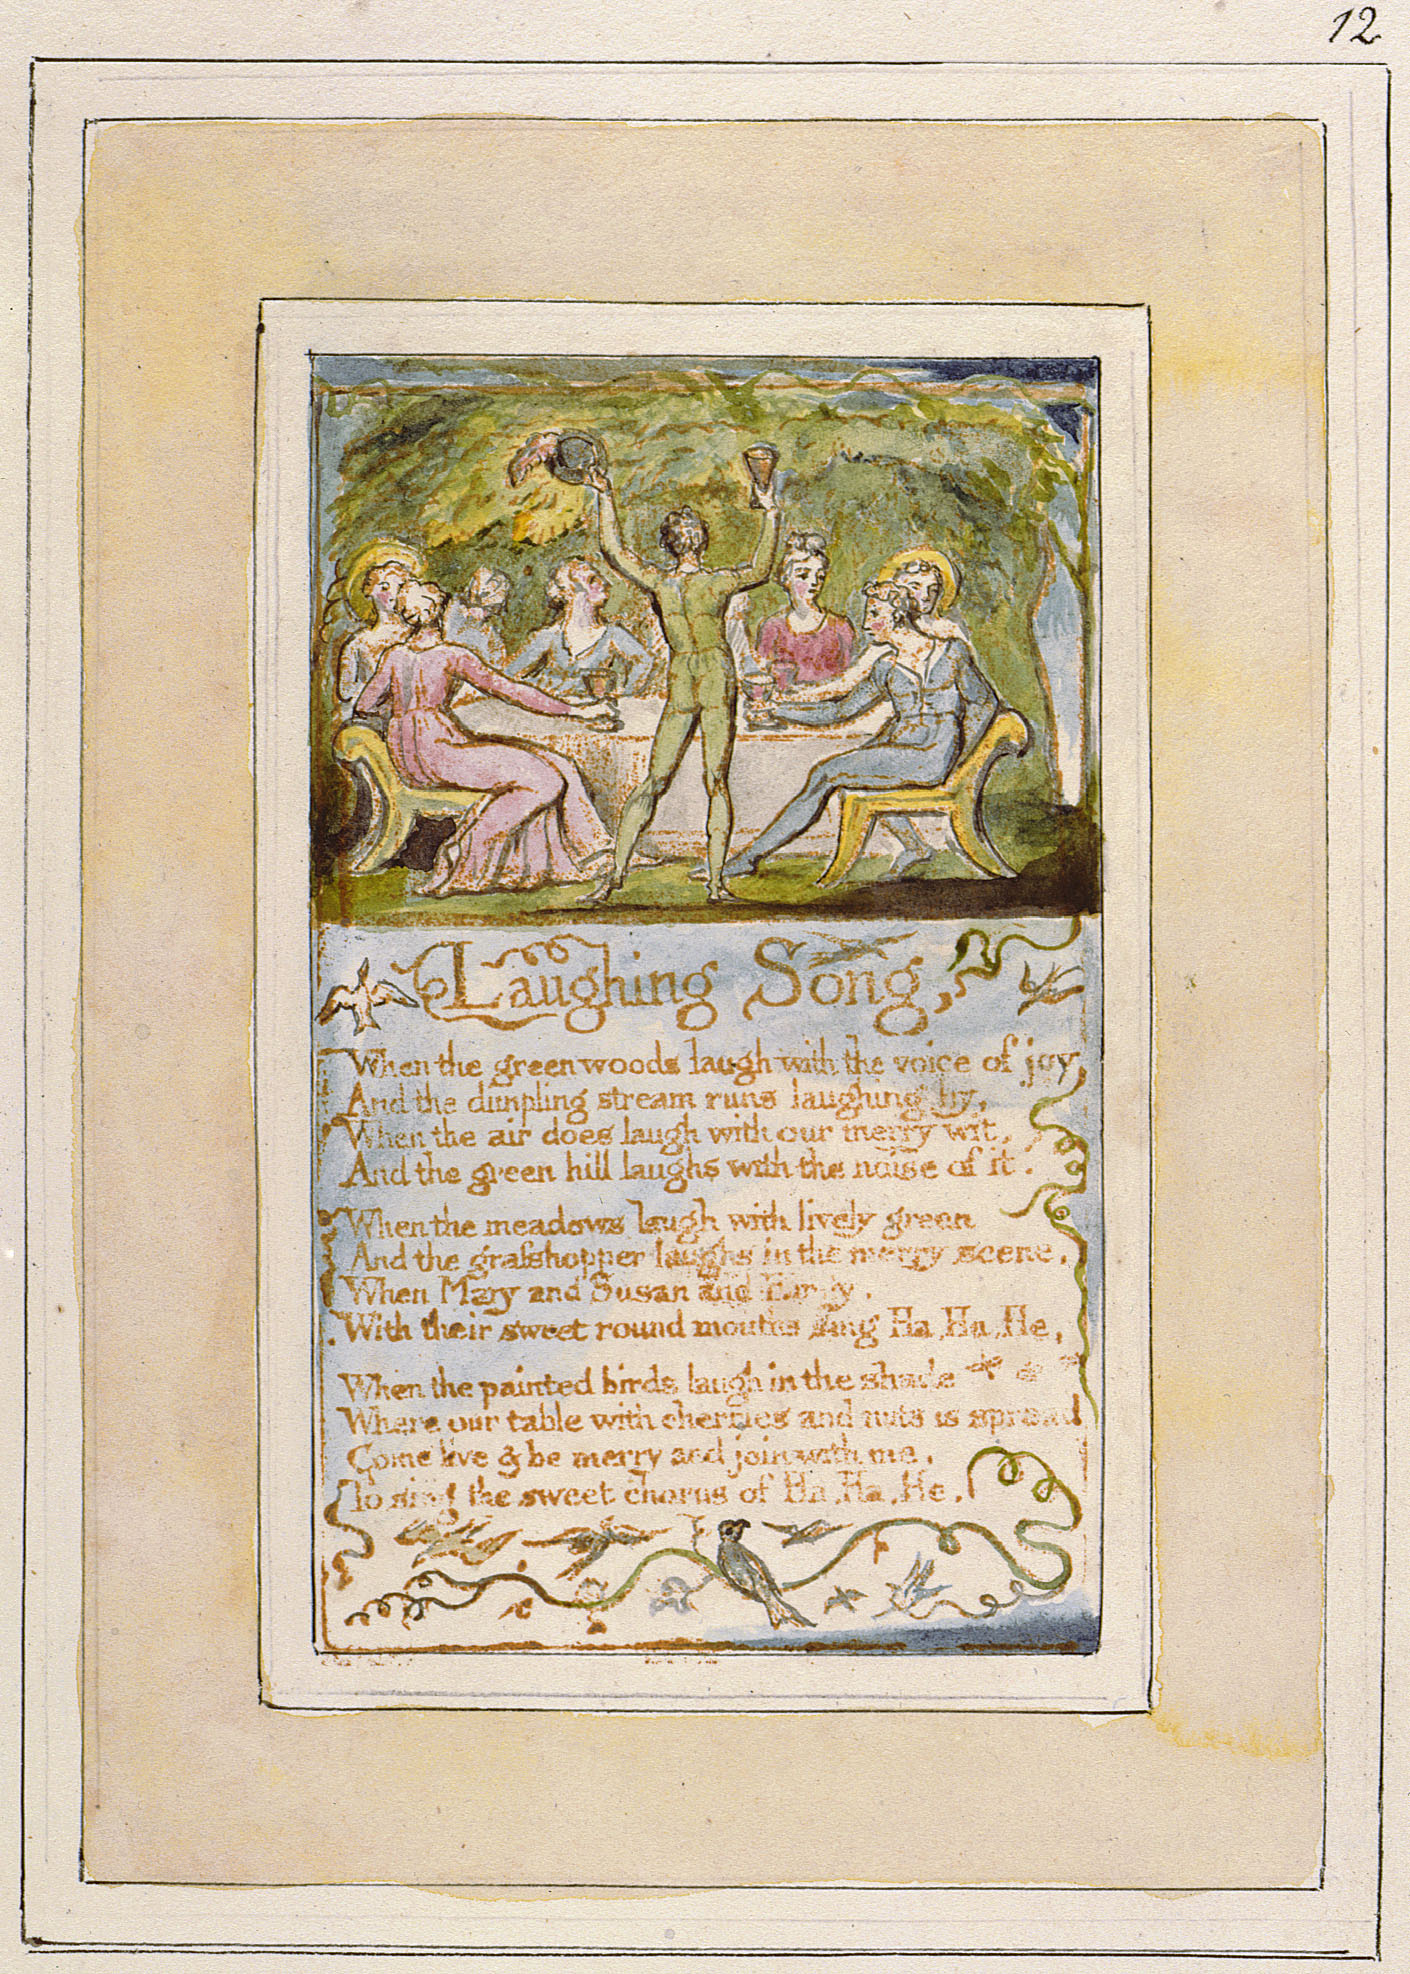 12
Laughing Song,
When the green woods laugh with the voice of joy
And the dimpling stream runs laughing by,
When the air does laugh with our merry wit,
And the green hill laughs with the noise of it.
When the meadows laugh with lively green
And the graſshopper laughs in the merry scene,
When Mary and Susan and Emily,
With their sweet round mouths sing Ha, Ha, He,
When the painted birds laugh in the shade
Where our table with cherries and nuts is spread
Come live & be merry and join with me,
To sing the sweet chorus of Ha, Ha, He.